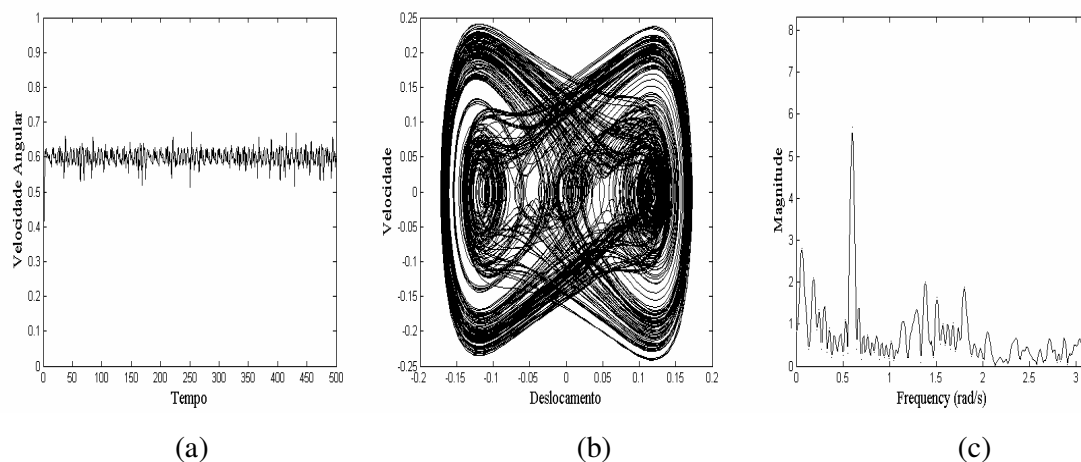 1
0.9
0.8
0.7
0.6
0.5
0.4
0.3
0.2
0.1
0
Velocidade Angular
0 50 100 150 200 250 300 350 400 450 500
Tempo
(a)
0.25
0.2
0.15
0.1
0.05
0
-0.05
-0.1
-0.15
-0.2
-0.25
Velocidade
-0.2 -0.15 -0.1 -0.05 0 0.05 0.1 0.15 0.2
Deslocamento
(b)
8
7
6
5
4
3
2
1
0
Magnitude
0 0.5 1 1.5 2 2.5 3
Frequency (rad/s)
(c)